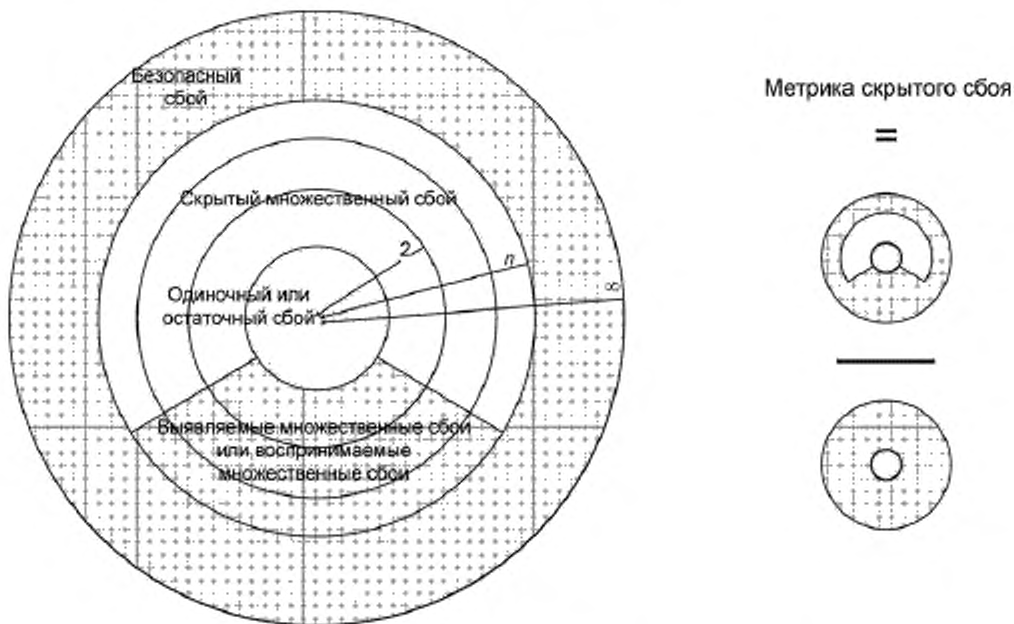 Безопасный
сбой
Скрытый множественный сбой
2
n
∞
Одиночный или
остаточный сбой
Выявляемые множественные сбои
или воспринимаемые
множественные сбои
Метрика скрытого сбоя
=